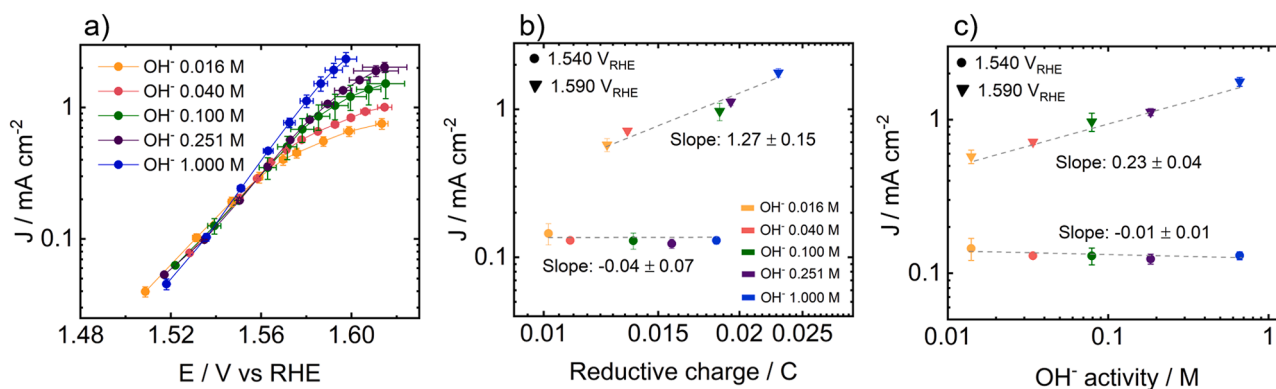 a)
OH⁻ 0.016 M
OH⁻ 0.040 M
OH⁻ 0.100 M
OH⁻ 0.251 M
OH⁻ 1.000 M
1
0.1
J / mA cm⁻²
1.48 1.52 1.56 1.60
E / V vs RHE
b)
1.540 V_RHE
1.590 V_RHE
Slope: 1.27 ± 0.15
OH⁻ 0.016 M
OH⁻ 0.040 M
OH⁻ 0.100 M
OH⁻ 0.251 M
OH⁻ 1.000 M
Slope: -0.04 ± 0.07
1
0.1
J / mA cm⁻²
0.01 0.015 0.02 0.025
Reductive charge / C
c)
1.540 V_RHE
1.590 V_RHE
Slope: 0.23 ± 0.04
Slope: -0.01 ± 0.01
1
0.1
J / mA cm⁻²
0.01 0.1 1
OH⁻ activity / M